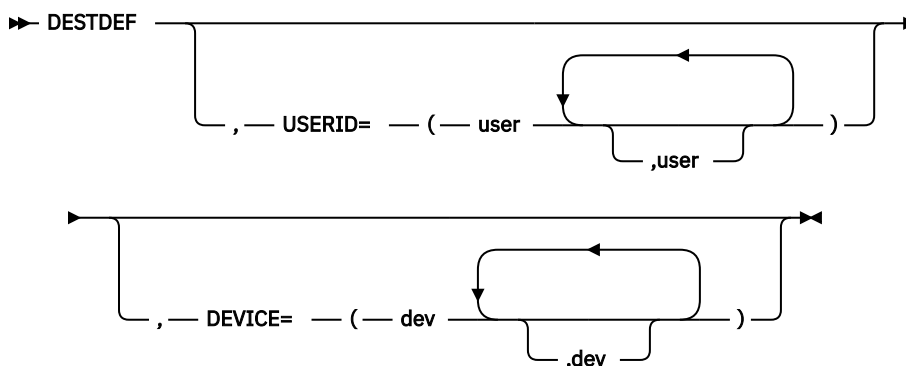 DESTDEF
, USERID= ( user )
,user
, DEVICE= ( dev )
,dev